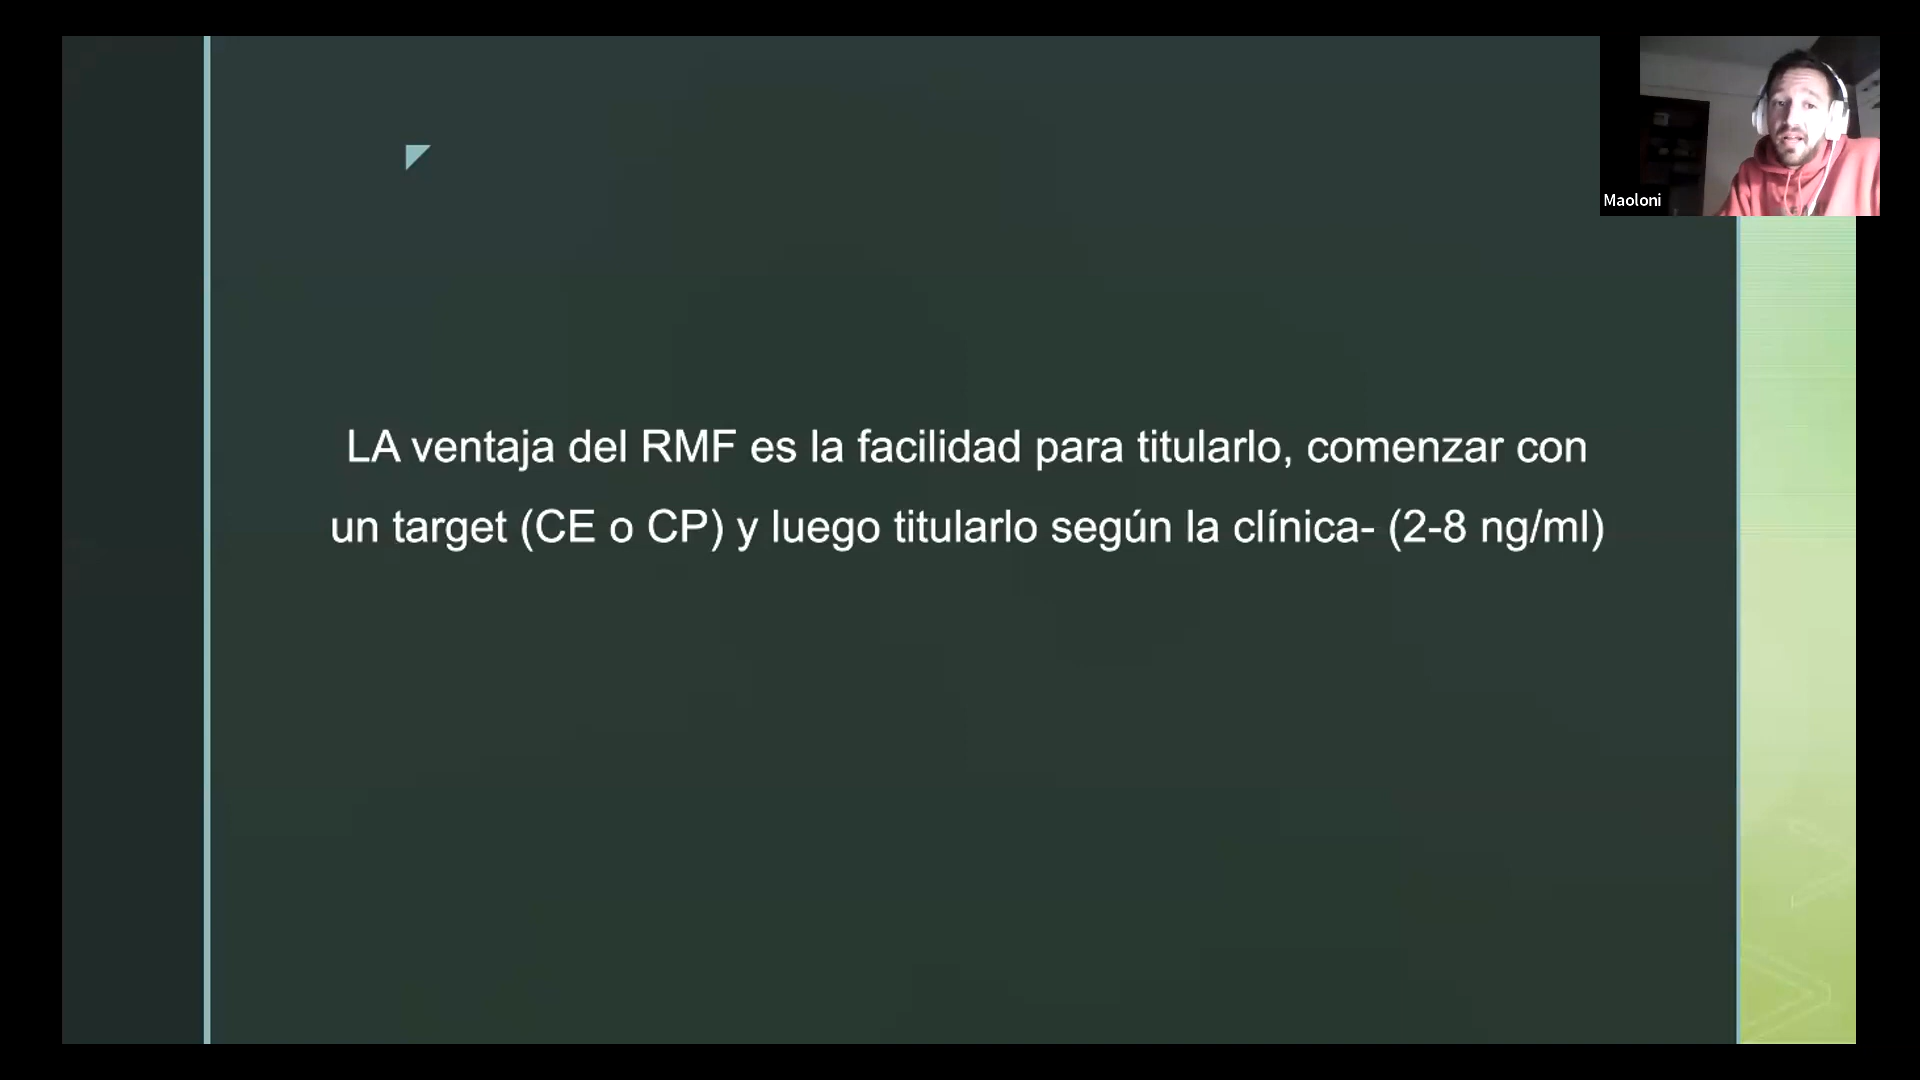 Maoloni
LA ventaja del RMF es la facilidad para titularlo, comenzar con
un target (CE o CP) y luego titularlo según la clínica- (2-8 ng/ml)